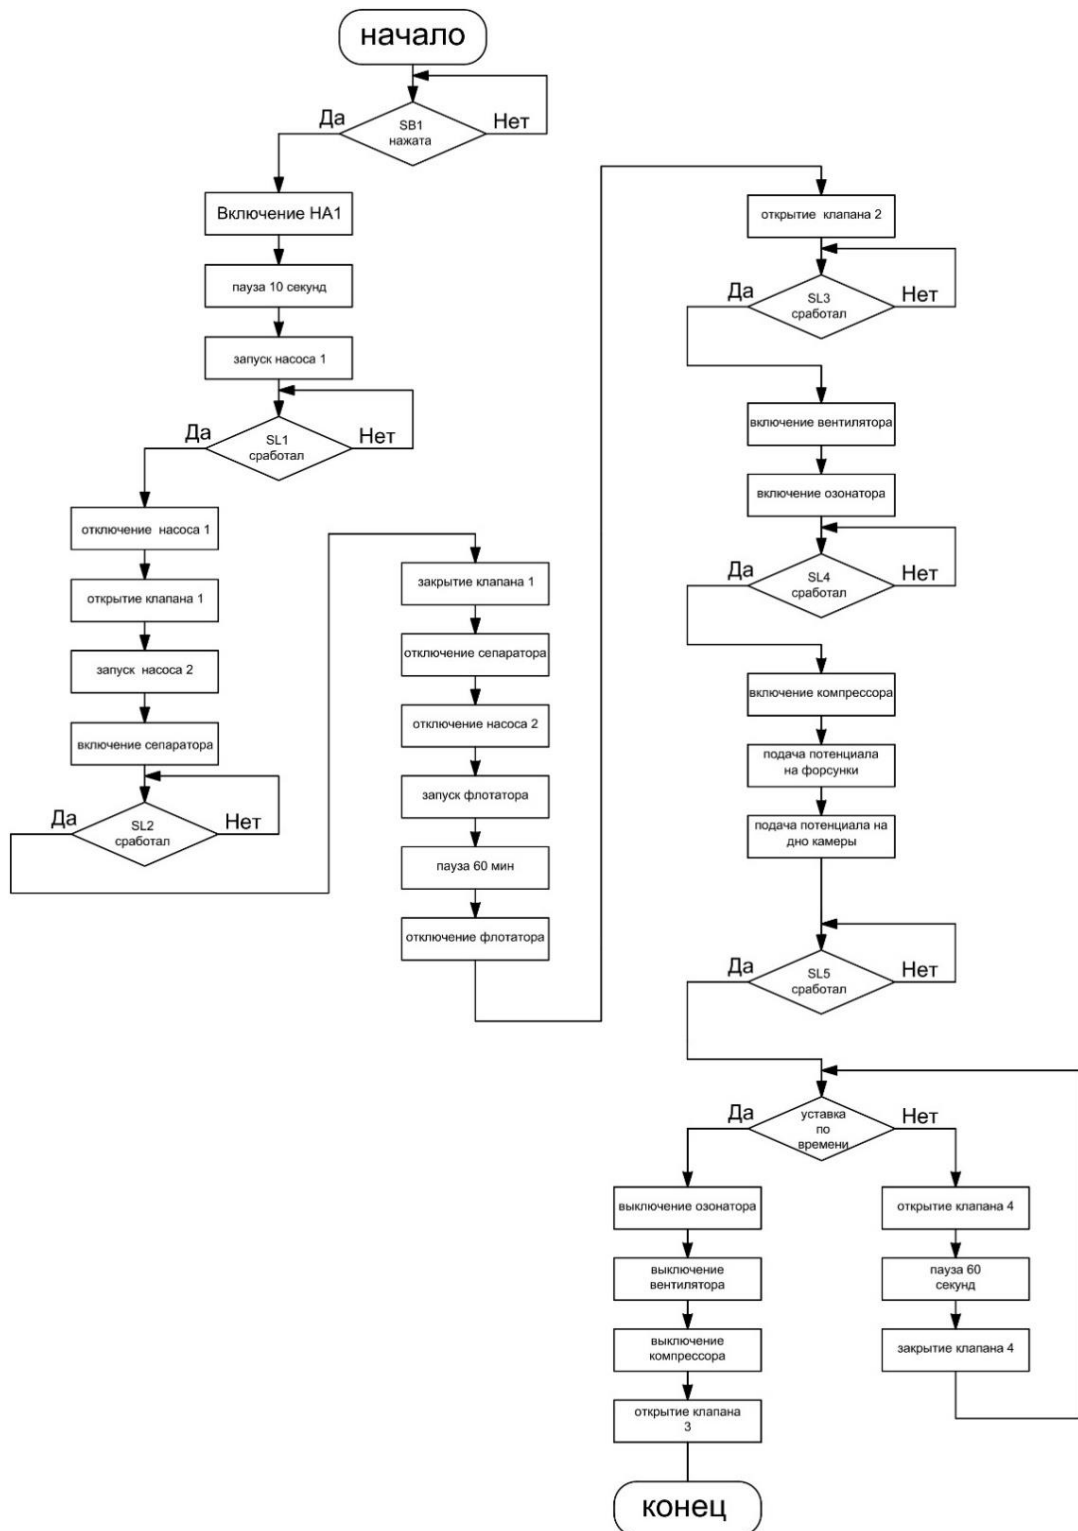 начало
SB1
нажата
Да
Нет
Включение НА1
пауза 10 секунд
запуск насоса 1
SL1
сработал
Да
Нет
отключение насоса 1
открытие клапана 1
запуск насоса 2
включение сепаратора
SL2
сработал
Да
Нет
закрытие клапана 1
отключение сепаратора
отключение насоса 2
запуск флотатора
пауза 60 мин
отключение флотатора
открытие клапана 2
SL3
сработал
Да
Нет
включение вентилятора
включение озонатора
SL4
сработал
Да
Нет
включение компрессора
подача потенциала
на форсунки
подача потенциала на
дно камеры
SL5
сработал
Да
Нет
уставка
по
времени
Да
Нет
выключение озонатора
выключение
вентилятора
выключение
компрессора
открытие клапана
3
открытие клапана 4
пауза 60
секунд
закрытие клапана 4
конец